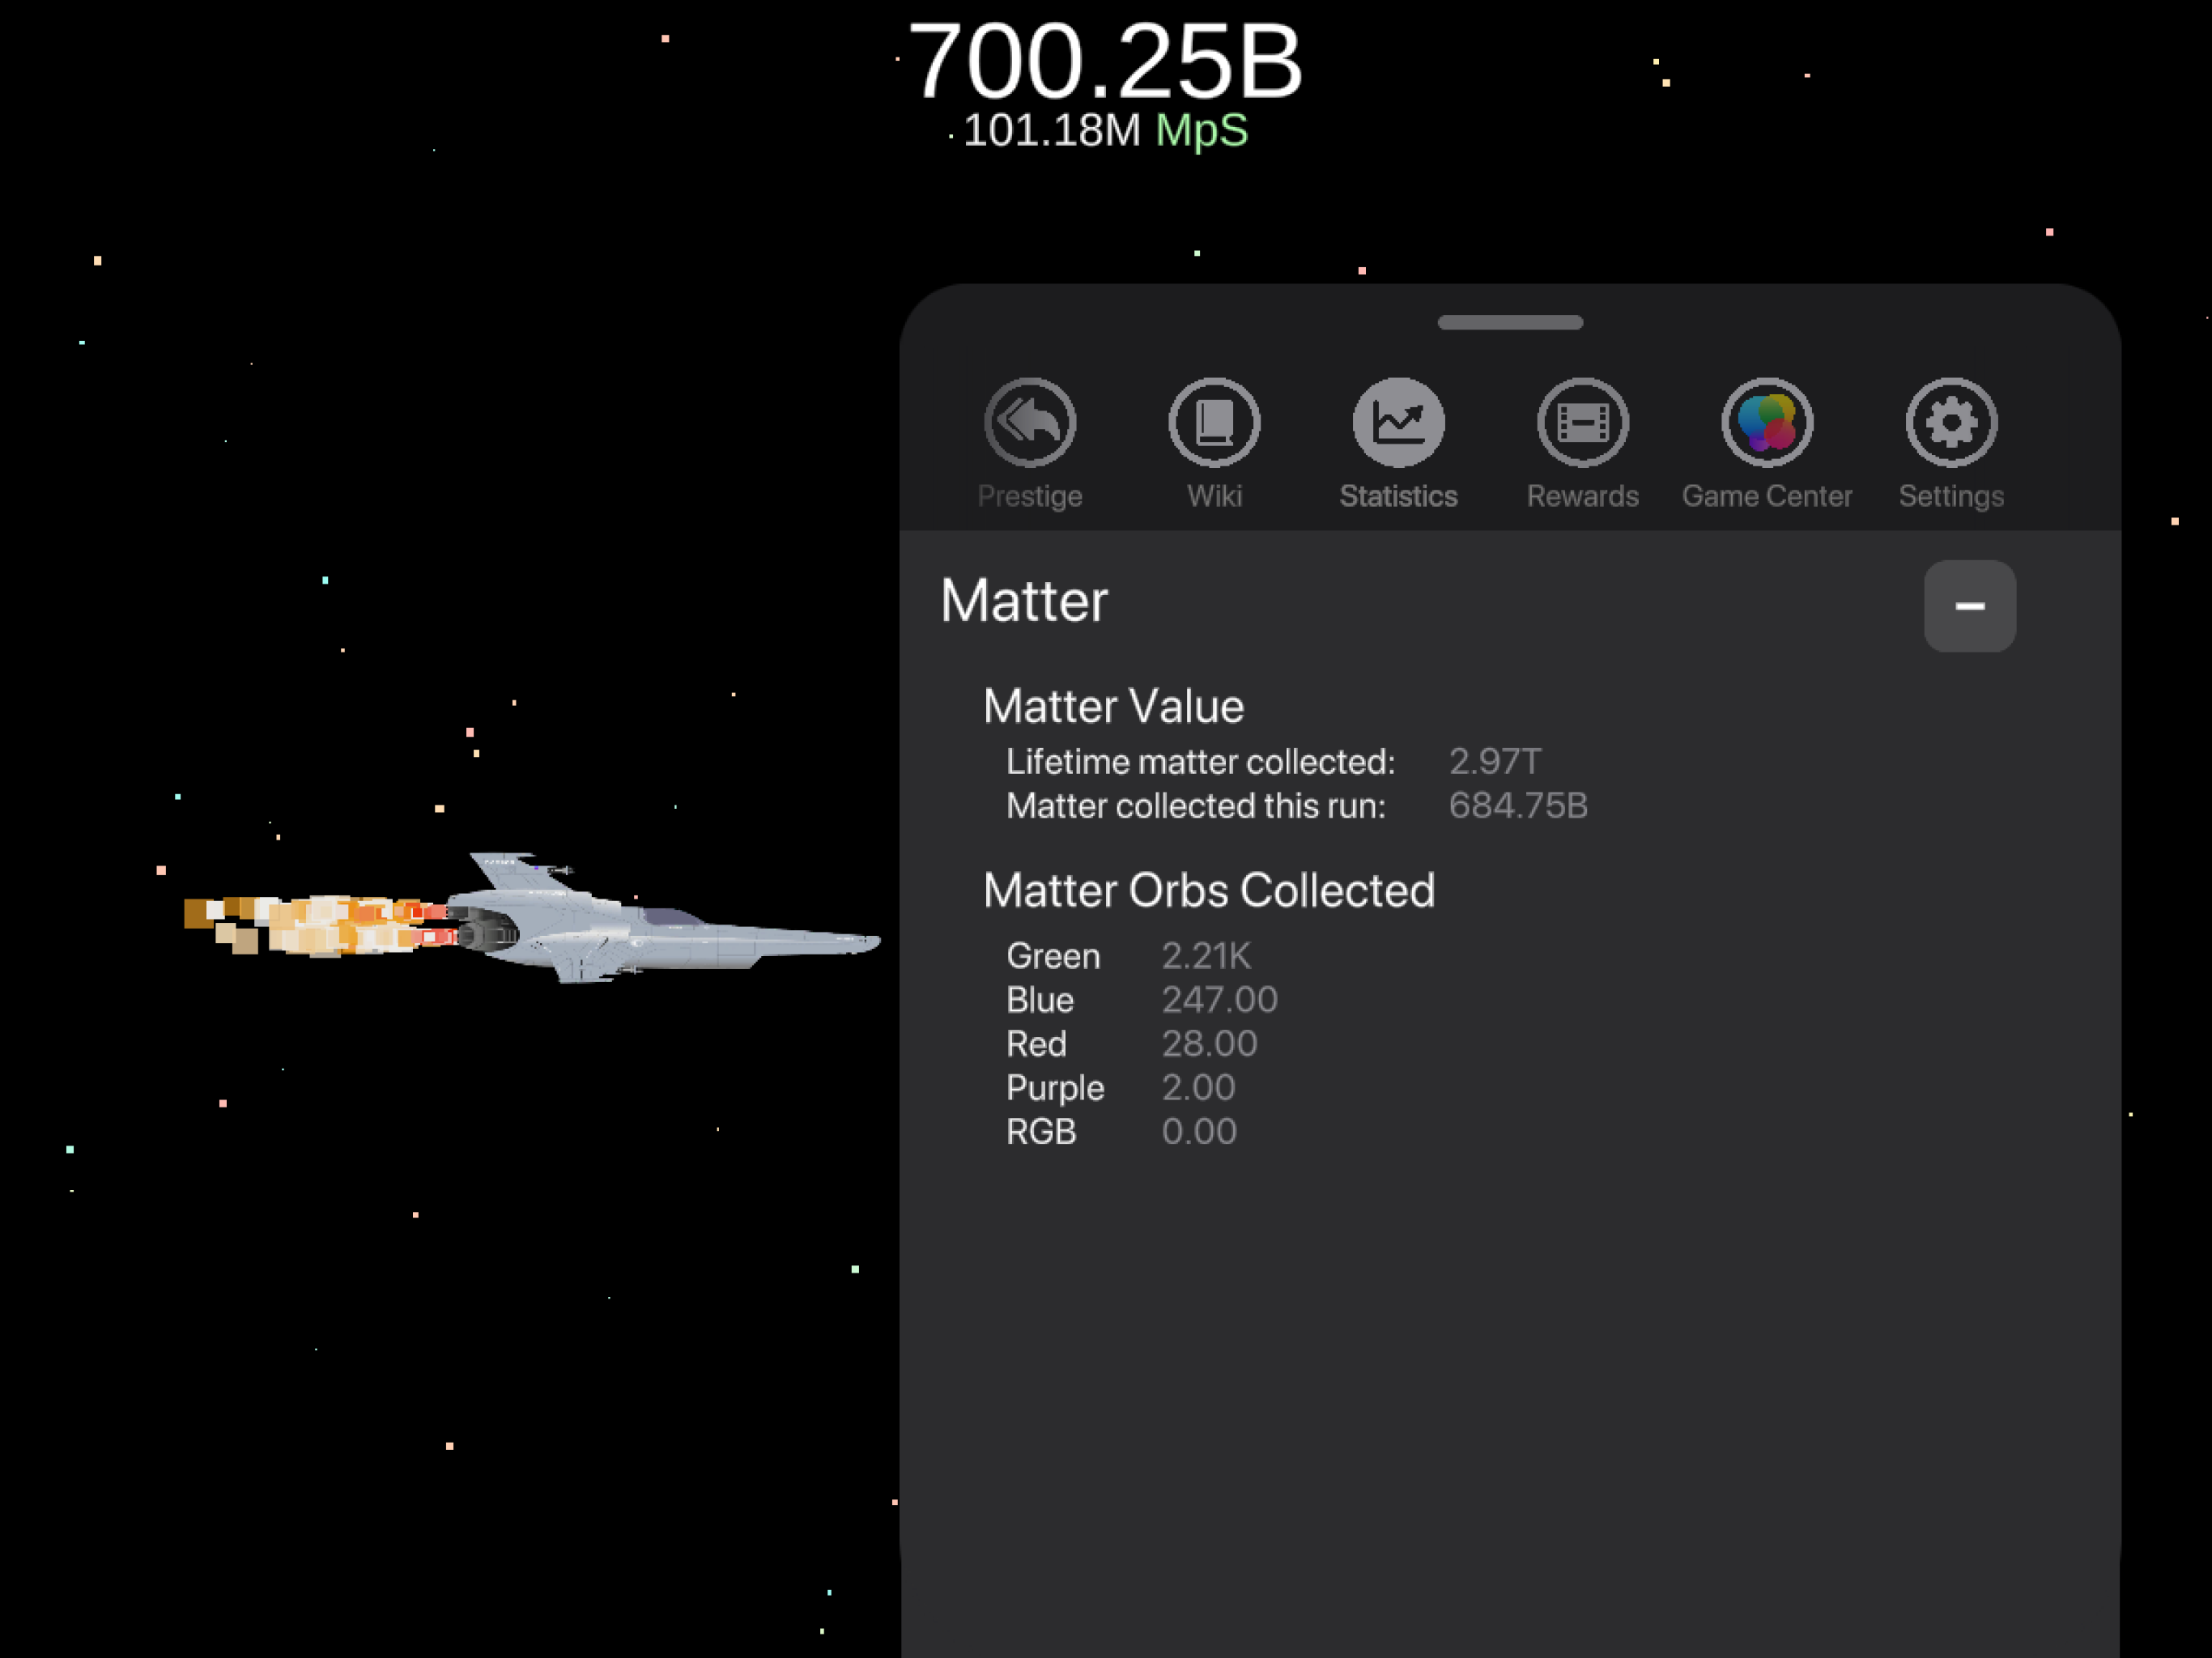 700.25B
101.18M MpS
Prestige Wiki Statistics Rewards Game Center Settings
Matter
Matter Value
Lifetime matter collected: 2.97T
Matter collected this run: 684.75B
Matter Orbs Collected
Green 2.21K
Blue 247.00
Red 28.00
Purple 2.00
RGB 0.00